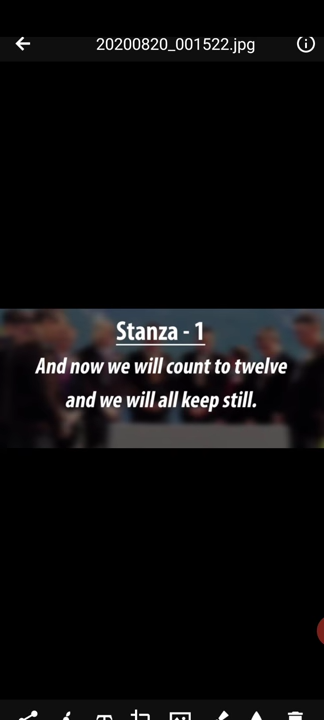 20200820_001522.jpg
Stanza - 1
And now we will count to twelve
and we will all keep still.